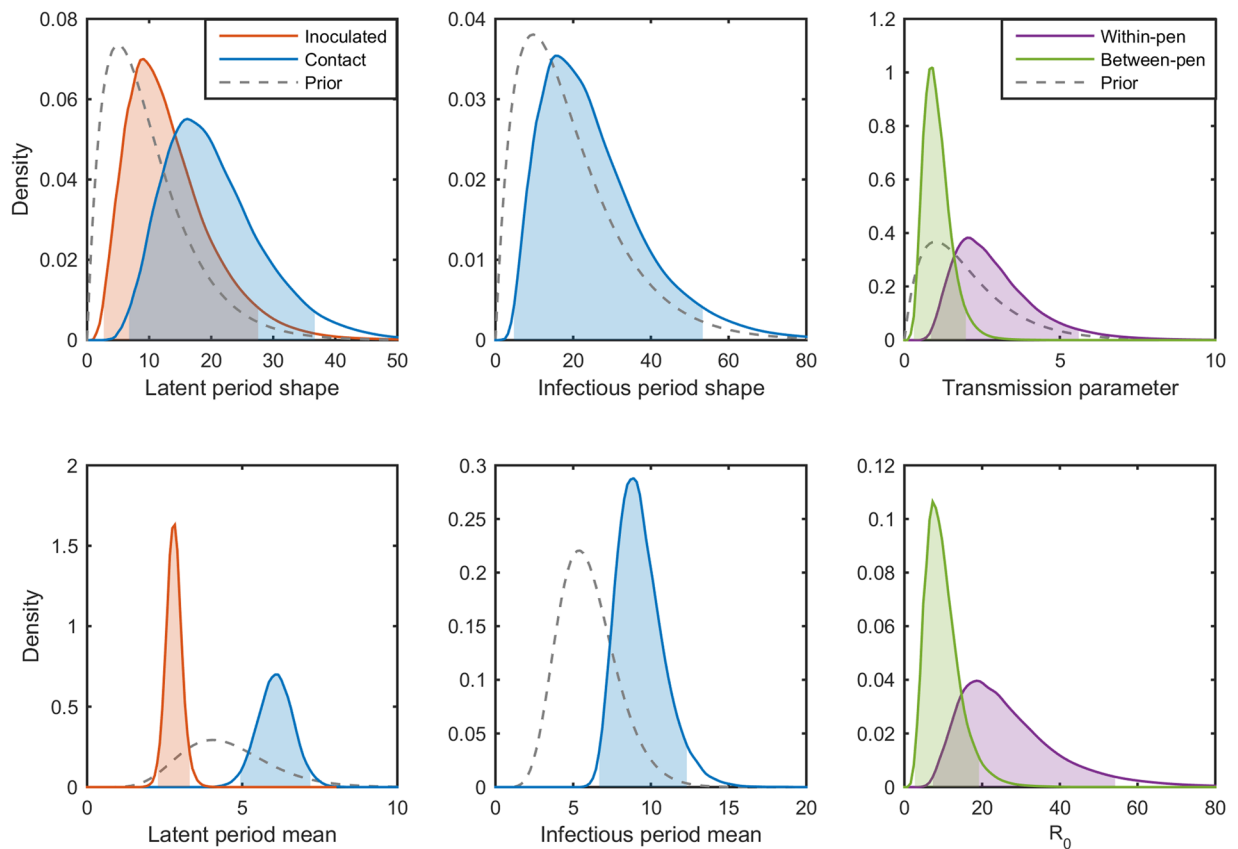 Density
0.08
0.06
0.04
0.02
0
Inoculated
Contact
Prior
0 10 20 30 40 50
Latent period shape
0.04
0.03
0.02
0.01
0
0 20 40 60 80
Infectious period shape
1.2
1
0.8
0.6
0.4
0.2
0
Within-pen
Between-pen
Prior
0 5 10
Transmission parameter
Density
2
1.5
1
0.5
0
0 5 10
Latent period mean
0.3
0.25
0.2
0.15
0.1
0.05
0
0 5 10 15 20
Infectious period mean
0.12
0.1
0.08
0.06
0.04
0.02
0
0 20 40 60 80
R0